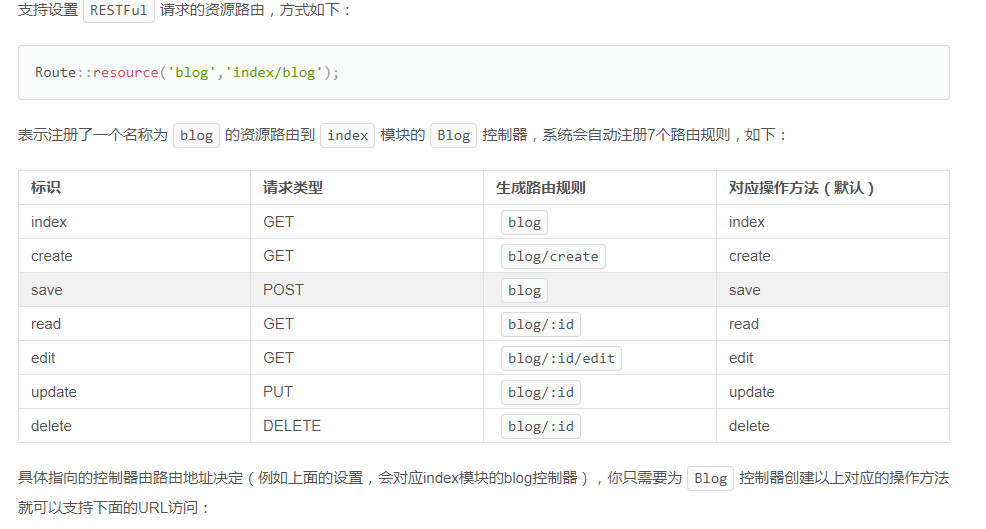 支持设置 RESTFul 请求的资源路由，方式如下：
Route::resource('blog','index/blog');
表示注册了一个名称为 blog 的资源路由到 index 模块的 Blog 控制器，系统会自动注册7个路由规则，如下：
标识 请求类型 生成路由规则 对应操作方法（默认）
index GET blog index
create GET blog/create create
save POST blog save
read GET blog/:id read
edit GET blog/:id/edit edit
update PUT blog/:id update
delete DELETE blog/:id delete
具体指向的控制器由路由地址决定（例如上面的设置，会对应index模块的blog控制器），你只需要为 Blog 控制器创建以上对应的操作方法
就可以支持下面的URL访问：